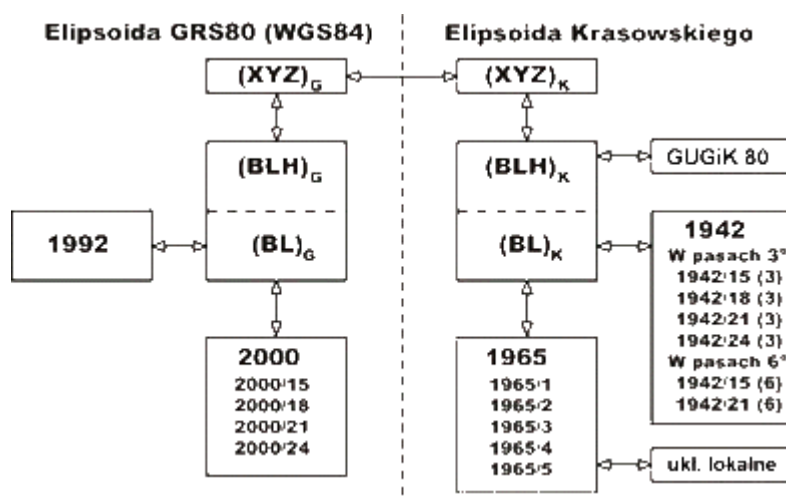 Elipsoida GRS80 (WGS84)
Elipsoida Krasowskiego
(XYZ)G
(XYZ)K
(BLH)G
(BLH)K
GUGiK 80
1992
(BL)G
(BL)K
1942
W pasach 3°
1942/15 (3)
1942/18 (3)
1942/21 (3)
1942/24 (3)
W pasach 6°
1942/15 (6)
1942/21 (6)
2000
2000/15
2000/18
2000/21
2000/24
1965
1965/1
1965/2
1965/3
1965/4
1965/5
ukl. lokalne